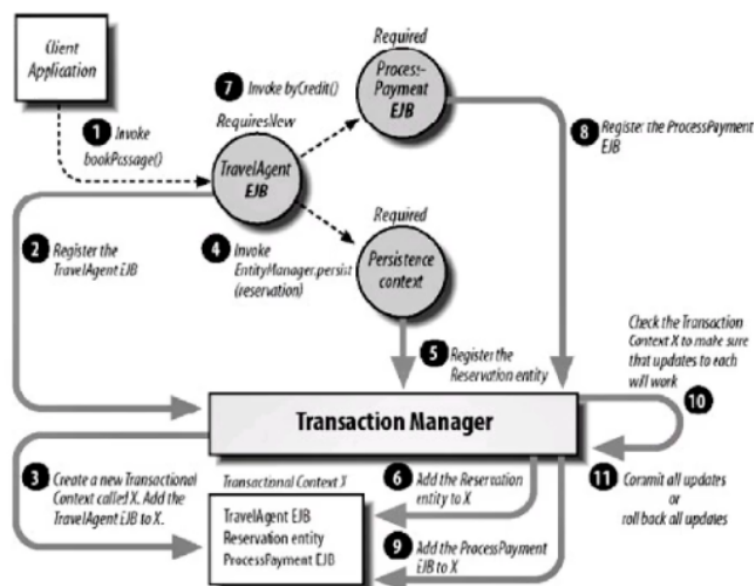 Client
Application
1 Invoke
bookPassage()
7 Invoke byCredit()
Required
Process-
Payment
EJB
RequiresNew
TravelAgent
EJB
8 Register the ProcessPayment
EJB
2 Register the
TravelAgent EJB
4 Invoke
EntityManager.persist
(reservation)
Required
Persistence
context
5 Register the
Reservation entity
Check the Transaction
Context X to make sure
that updates to each
will work
10
Transaction Manager
3 Create a new Transactional
Context called X. Add the
TravelAgent EJB to X.
Transactional Context X
TravelAgent EJB
Reservation entity
ProcessPayment EJB
6 Add the Reservation
entity to X
9 Add the ProcessPayment
EJB to X
11 Commit all updates
or
roll back all updates